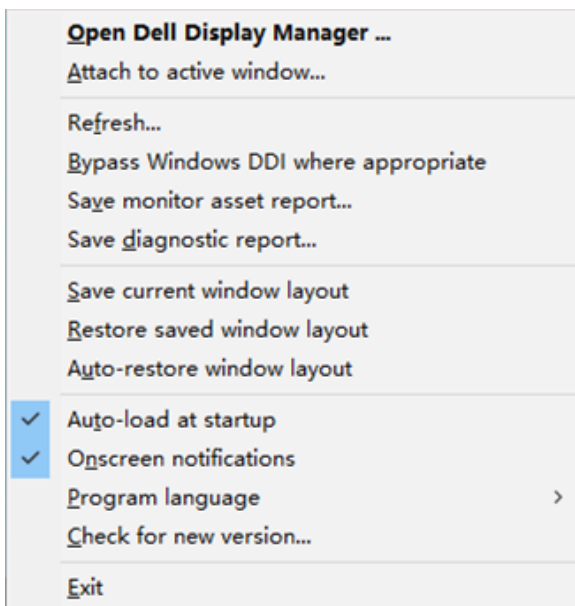 Open Dell Display Manager ...
Attach to active window...
Refresh...
Bypass Windows DDI where appropriate
Save monitor asset report...
Save diagnostic report...
Save current window layout
Restore saved window layout
Auto-restore window layout
Auto-load at startup
Onscreen notifications
Program language
Check for new version...
Exit